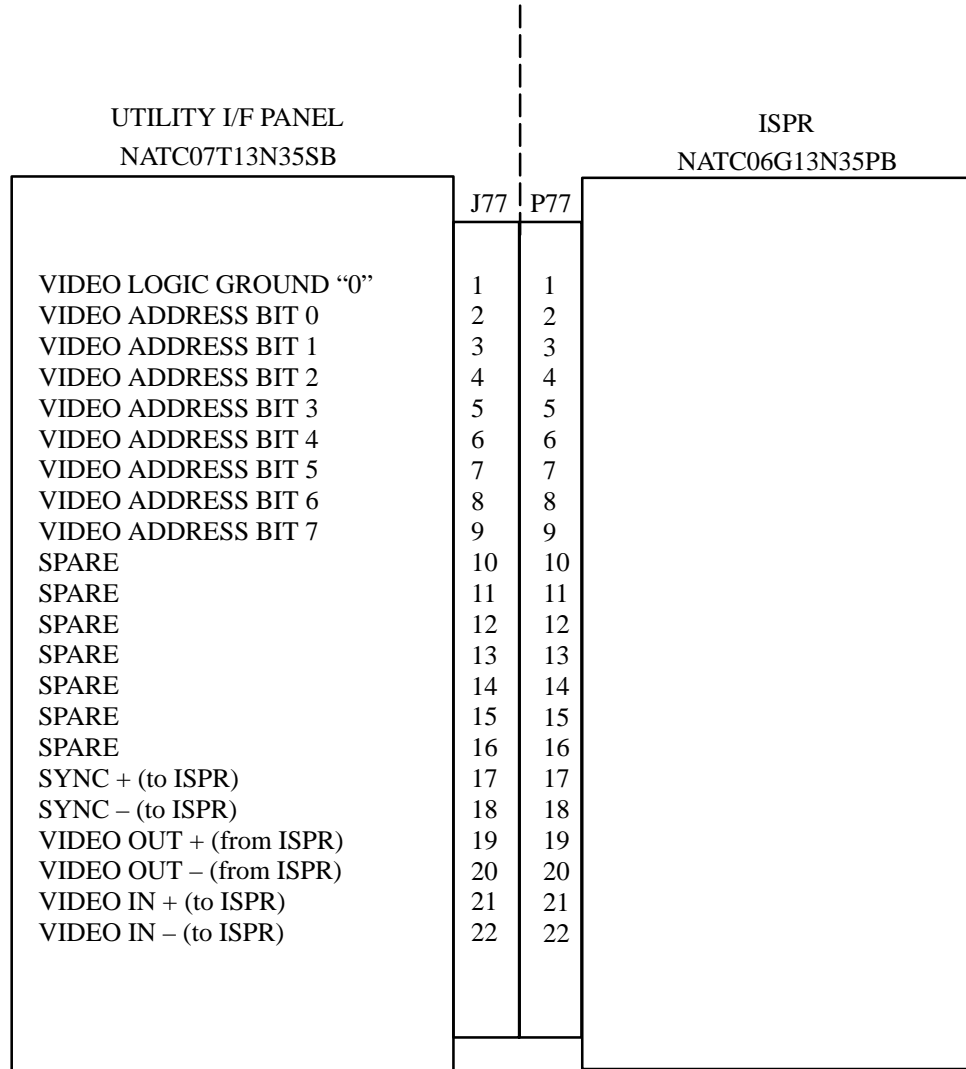 UTILITY I/F PANEL
NATC07T13N35SB
ISPR
NATC06G13N35PB
J77 P77
VIDEO LOGIC GROUND “0” 1 1
VIDEO ADDRESS BIT 0 2 2
VIDEO ADDRESS BIT 1 3 3
VIDEO ADDRESS BIT 2 4 4
VIDEO ADDRESS BIT 3 5 5
VIDEO ADDRESS BIT 4 6 6
VIDEO ADDRESS BIT 5 7 7
VIDEO ADDRESS BIT 6 8 8
VIDEO ADDRESS BIT 7 9 9
SPARE 10 10
SPARE 11 11
SPARE 12 12
SPARE 13 13
SPARE 14 14
SPARE 15 15
SPARE 16 16
SYNC + (to ISPR) 17 17
SYNC – (to ISPR) 18 18
VIDEO OUT + (from ISPR) 19 19
VIDEO OUT – (from ISPR) 20 20
VIDEO IN + (to ISPR) 21 21
VIDEO IN – (to ISPR) 22 22